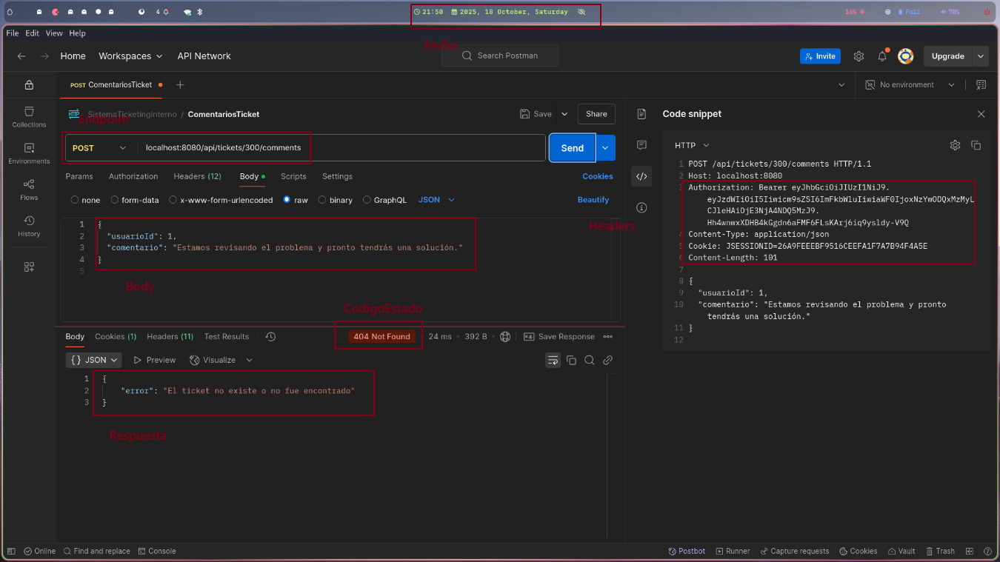 4
21:50 2025, 18 October, Saturday
16%
Full
70%
File Edit View Help
Fecha
Home Workspaces API Network
Search Postman
Invite
Upgrade
POST ComentariosTicket
No environment
Collections
Environments
Flows
History
SistemaTicketingInterno / ComentariosTicket
Endpoint
Save
Share
POST localhost:8080/api/tickets/300/comments
Send
Params Authorization Headers (12) Body Scripts Settings
Cookies
none form-data x-www-form-urlencoded raw binary GraphQL JSON
Beautify
1 {
2 "usuarioId": 1,
3 "comentario": "Estamos revisando el problema y pronto tendrás una solución."
4 }
5
Body
Headers
CodigoEstado
Body Cookies (1) Headers (11) Test Results
404 Not Found • 24 ms • 392 B
e.g. Save Response
{} JSON Preview Visualize
1 {
2 "error": "El ticket no existe o no fue encontrado"
3 }
Respuesta
Code snippet
HTTP
1 POST /api/tickets/300/comments HTTP/1.1
2 Host: localhost:8080
3 Authorization: Bearer eyJhbGciOiJIUzI1NiJ9.
eyJzdWIiOiI5Iiwicm9sZSI6ImFkbWluIiwiaWF0IjoxNzYwODQxMzMyL
CJleHAiOjE3NjA4NDQ5MzJ9.
Hh4wnwxXDHB4kGgdn6aFMF6FLsKArj6iq9ysldy-V9Q
4 Content-Type: application/json
5 Cookie: JSESSIONID=26A9FEEEBF9516CEEFA1F7A7B94F4A5E
6 Content-Length: 101
7
8 {
9 "usuarioId": 1,
10 "comentario": "Estamos revisando el problema y pronto
tendrás una solución."
11 }
12
Online Find and replace Console
Postbot Runner Capture requests Cookies Vault Trash